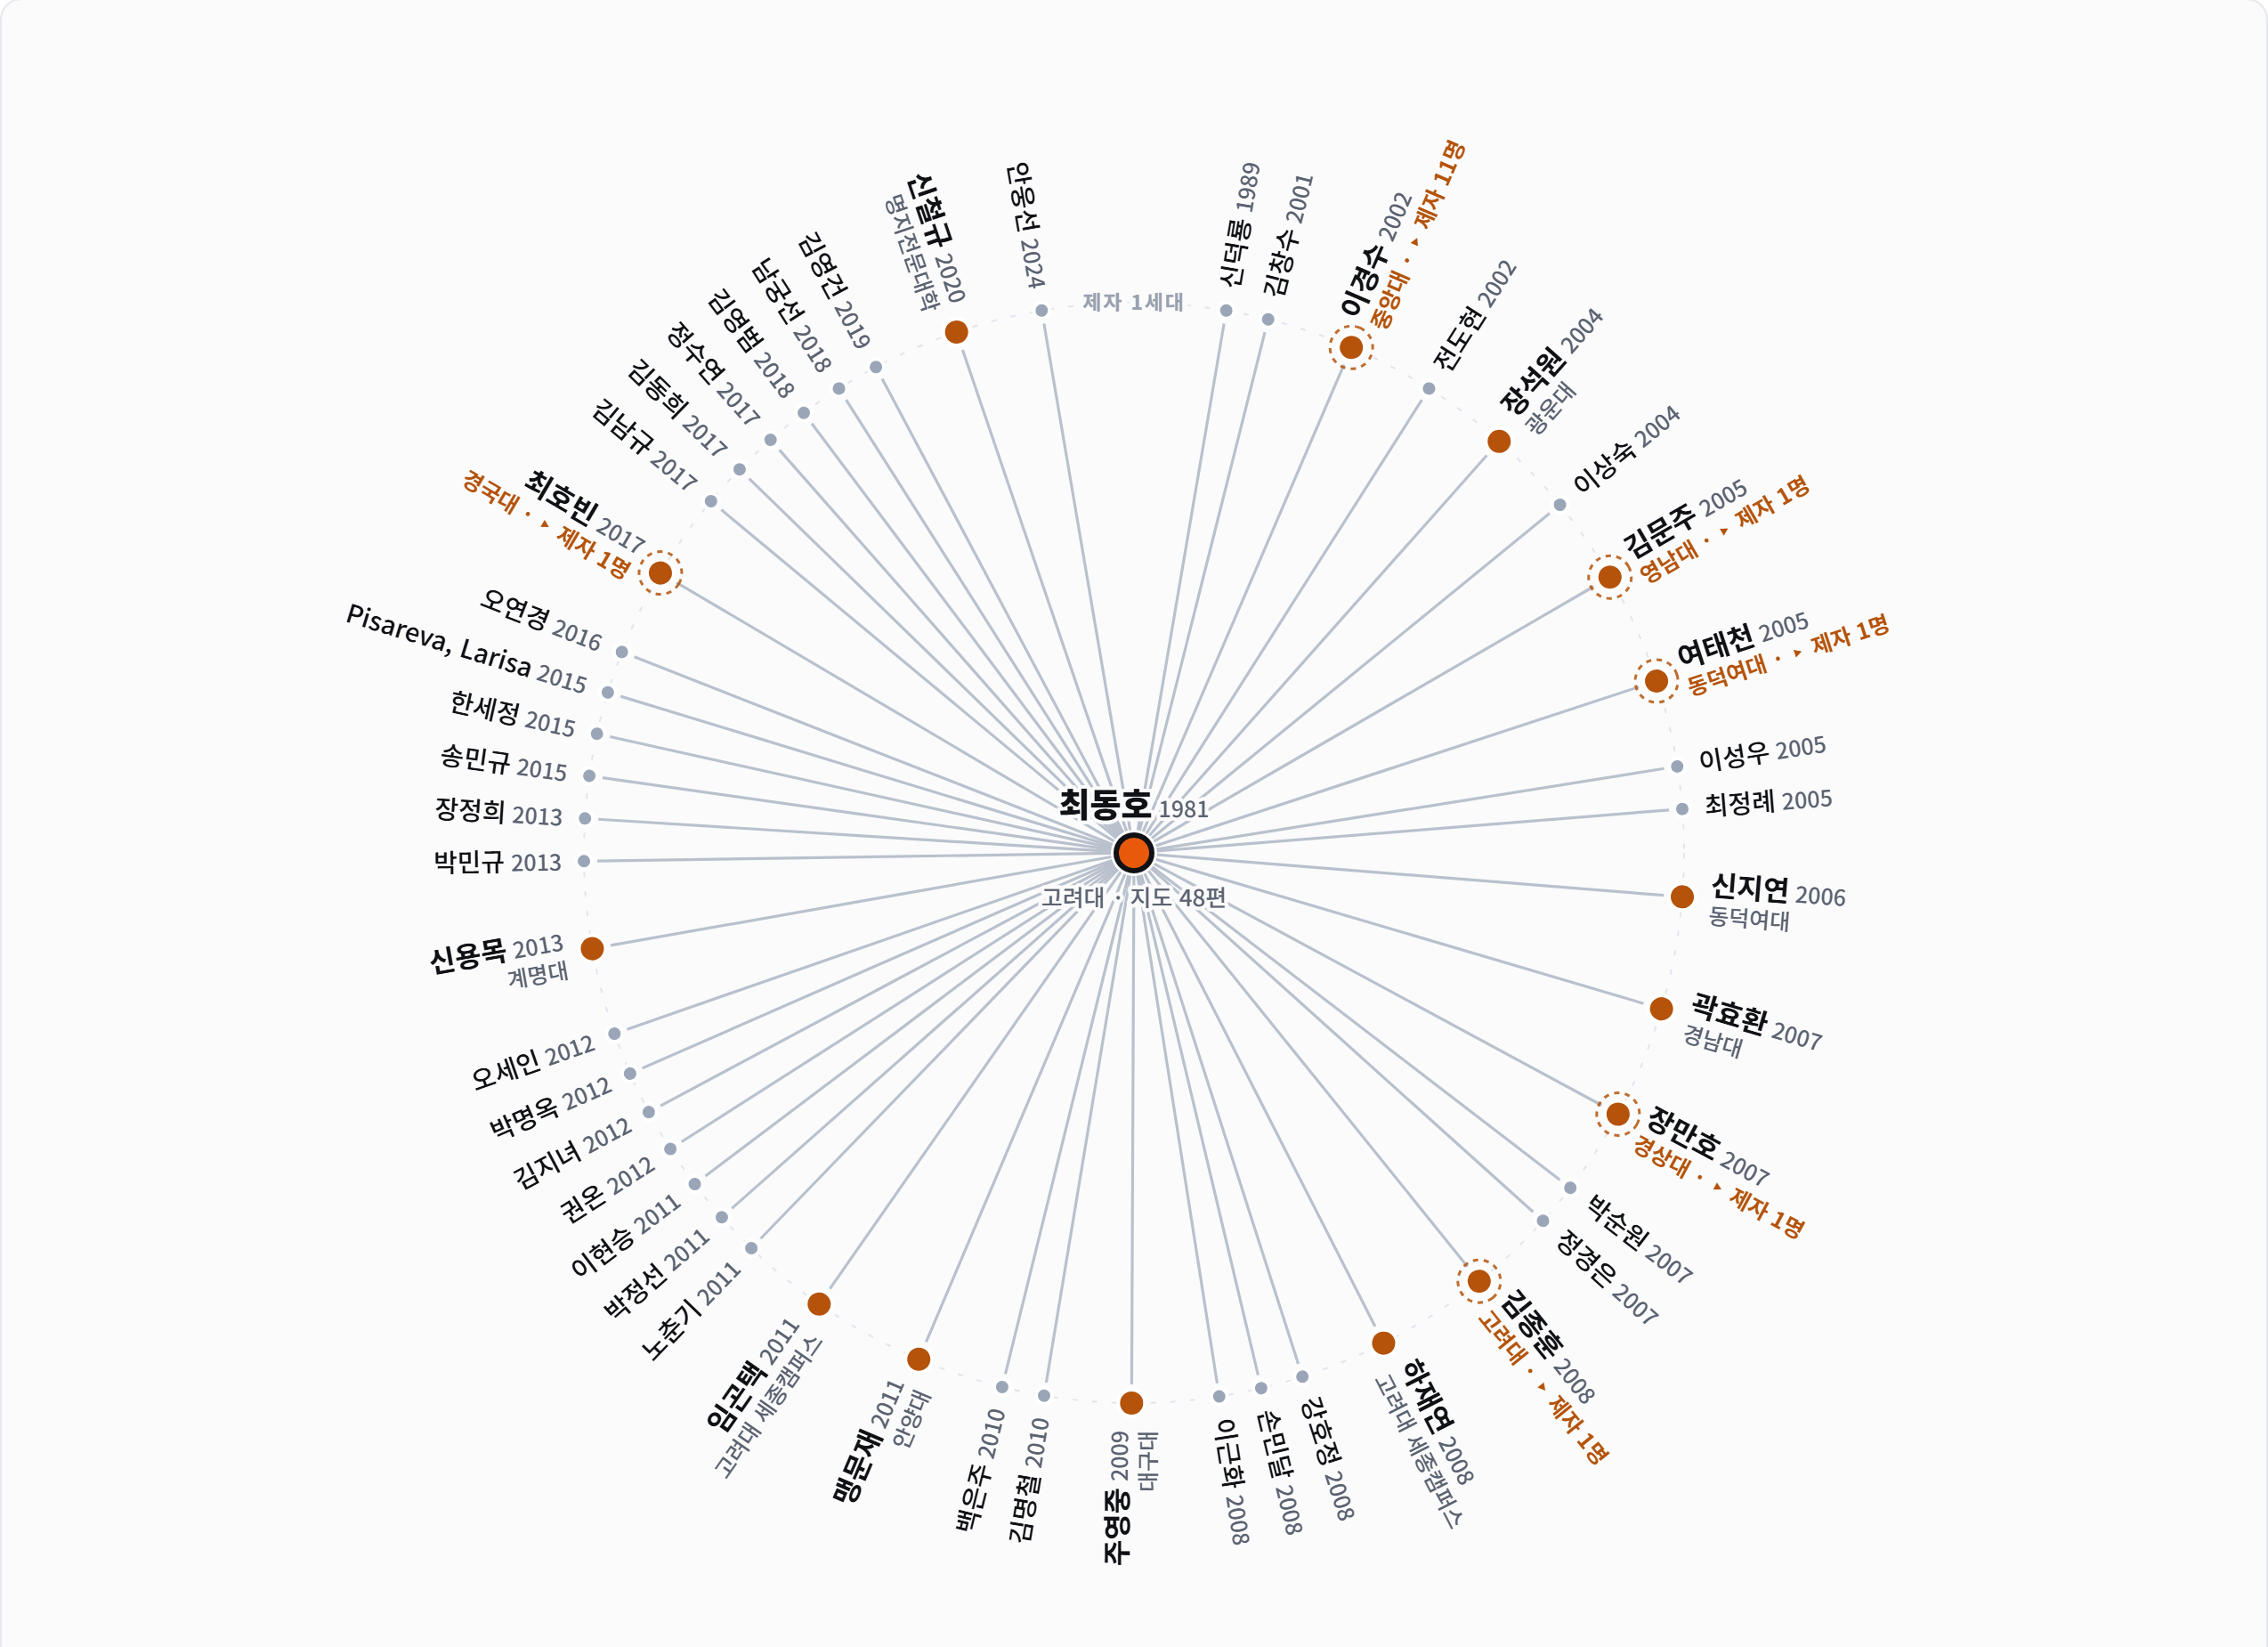 제자 1세대
신덕룡 1989
김창수 2001
이경수 2002
중앙대 · ▸ 제자 11명
전도현 2002
장석원 2004
광운대
이상숙 2004
김문주 2005
영남대 · ▸ 제자 1명
여태천 2005
동덕여대 · ▸ 제자 1명
이성우 2005
최정례 2005
신지연 2006
동덕여대
곽효환 2007
경남대
장만호 2007
경상대 · ▸ 제자 1명
박순원 2007
정경은 2007
김종훈 2008
고려대 · ▸ 제자 1명
하재연 2008
고려대 세종캠퍼스
강호정 2008
손민달 2008
이근화 2008
주영중 2009
대구대
김명철 2010
백은주 2010
맹문재 2011
안양대
임곤택 2011
고려대 세종캠퍼스
노춘기 2011
박정선 2011
이현승 2011
권온 2012
김지녀 2012
박명옥 2012
오세인 2012
신용목 2013
계명대
박민규 2013
장정희 2013
송민규 2015
한세정 2015
Pisareva, Larisa 2015
오연경 2016
최호빈 2017
경국대 · ▸ 제자 1명
김남규 2017
김동희 2017
정수연 2017
김영범 2018
남궁선 2018
김영건 2019
신철규 2020
명지전문대학
안웅선 2024
최동호 1981
고려대 · 지도 48편